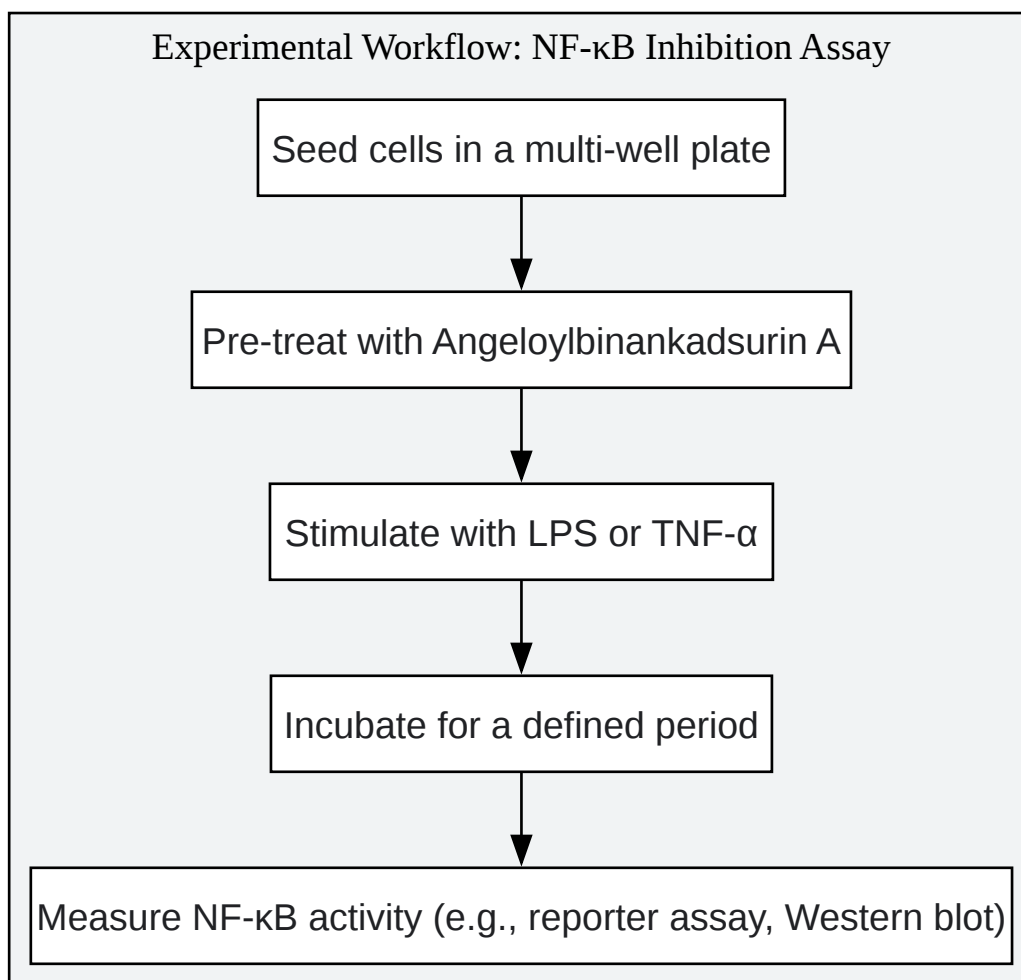 Experimental Workflow: NF-κB Inhibition Assay
Seed cells in a multi-well plate
Pre-treat with Angeloylbinankadsurin A
Stimulate with LPS or TNF-α
Incubate for a defined period
Measure NF-κB activity (e.g., reporter assay, Western blot)